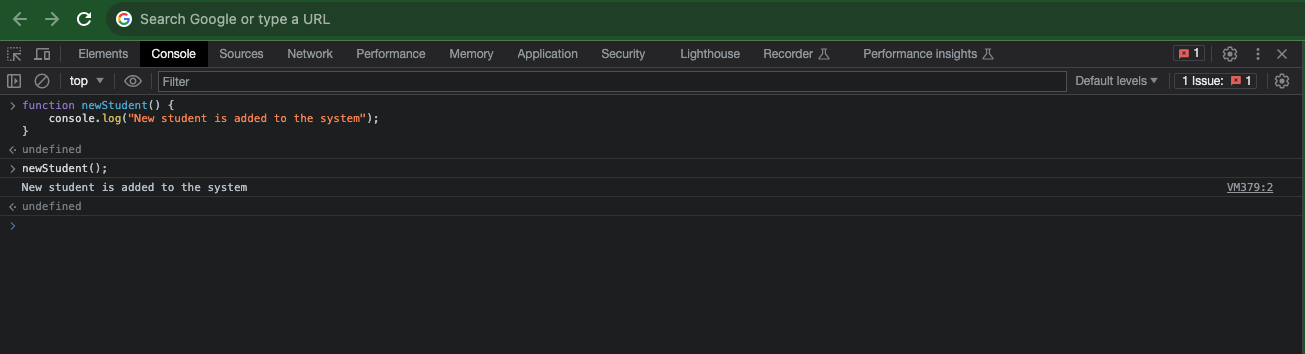 Search Google or type a URL
Elements Console Sources Network Performance Memory Application Security Lighthouse Recorder Performance insights 1
top Filter Default levels 1 Issue: 1
function newStudent() {
    console.log("New student is added to the system");
}
undefined
newStudent();
New student is added to the system VM379:2
undefined